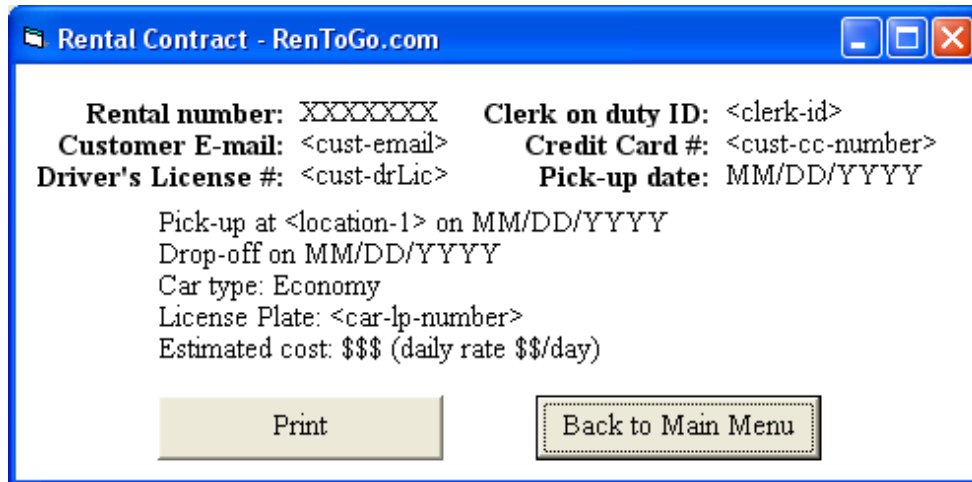 Rental Contract - RenToGo.com
Rental number: XXXXXXX Clerk on duty ID: <clerk-id>
Customer E-mail: <cust-email> Credit Card #: <cust-cc-number>
Driver's License #: <cust-drLic> Pick-up date: MM/DD/YYYY
Pick-up at <location-1> on MM/DD/YYYY
Drop-off on MM/DD/YYYY
Car type: Economy
License Plate: <car-lp-number>
Estimated cost: $$$ (daily rate $$/day)
Print Back to Main Menu